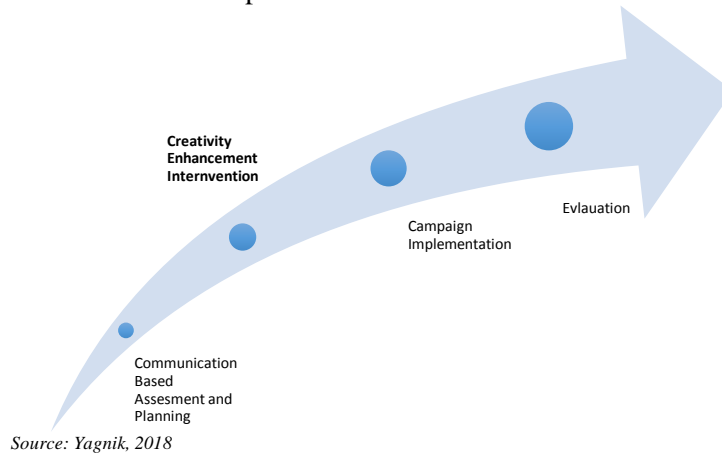 Creativity
Enhancement
Internvention
Evlauation
Campaign
Implementation
Communication
Based
Assesment and
Planning
Source: Yagnik, 2018